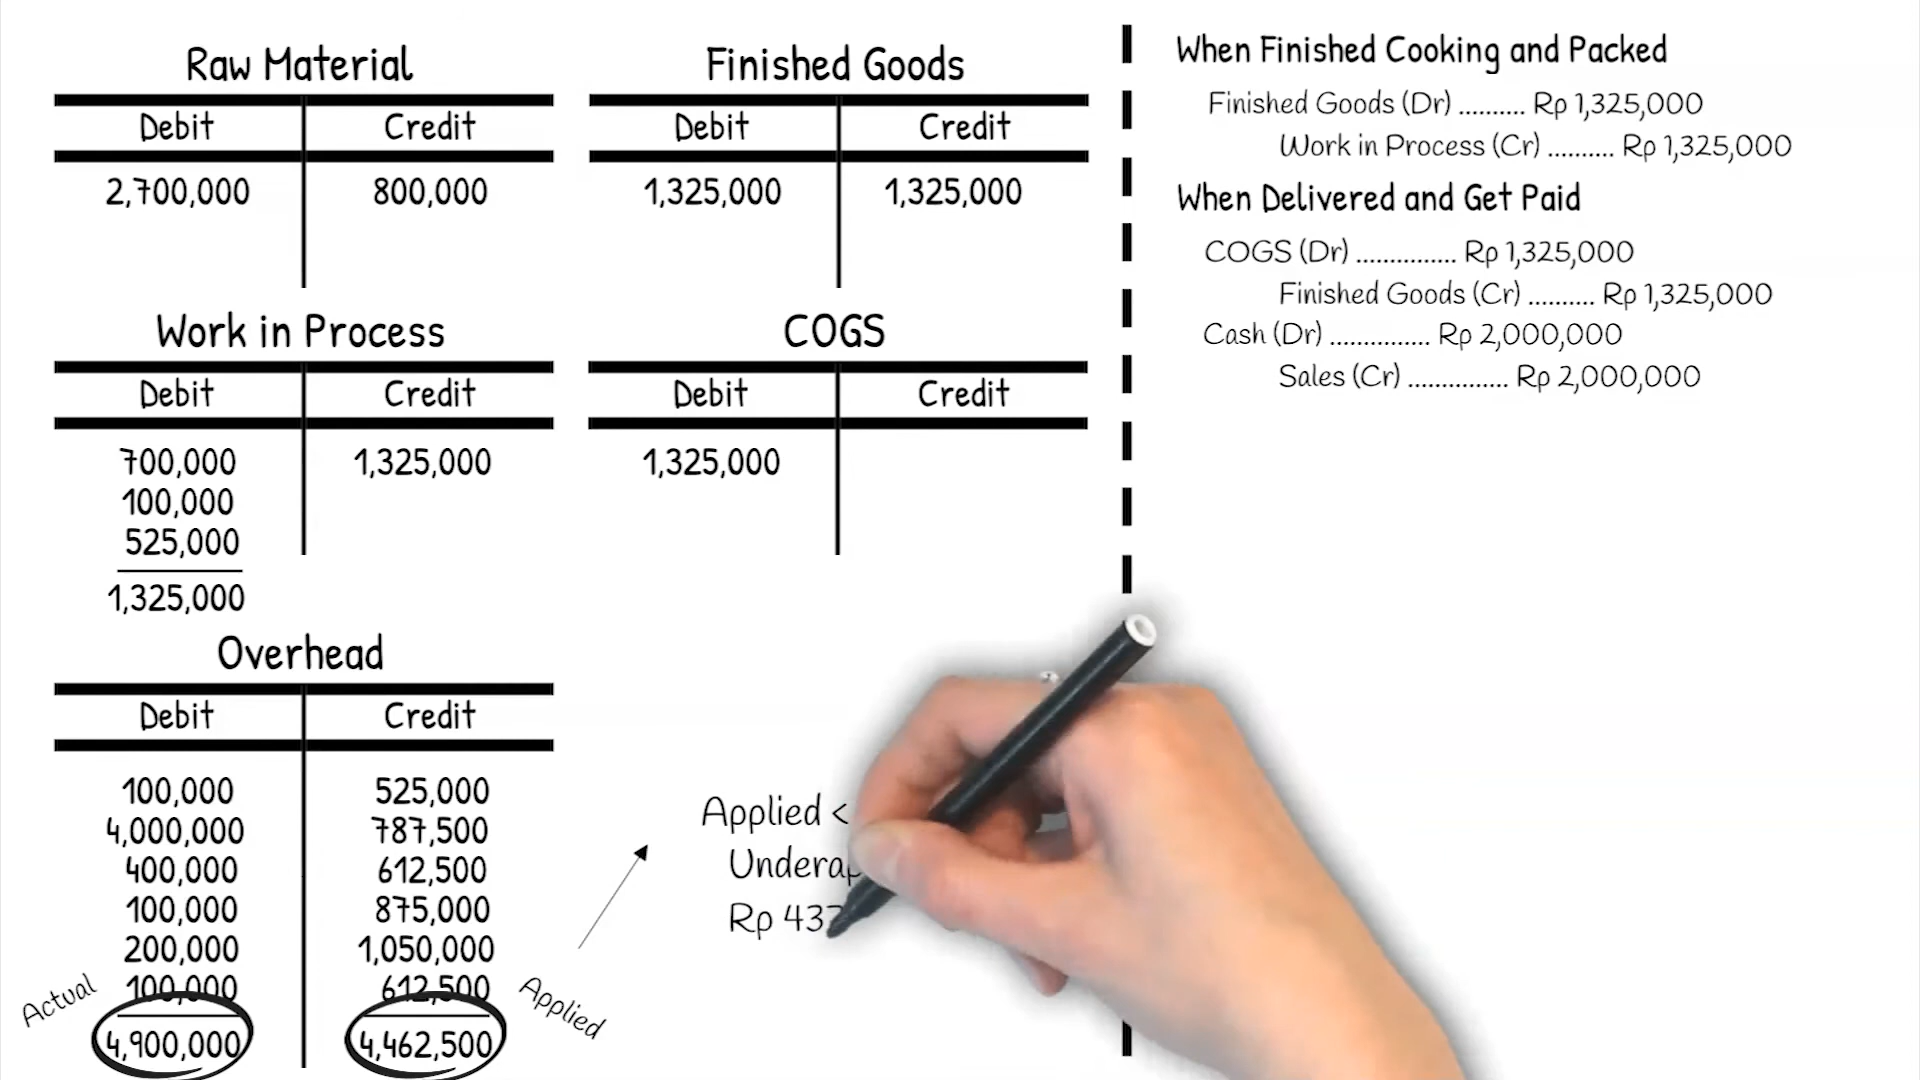 Raw Material
Debit Credit
2,700,000 800,000
Finished Goods
Debit Credit
1,325,000 1,325,000
Work in Process
Debit Credit
700,000 1,325,000
100,000
525,000
1,325,000
COGS
Debit Credit
1,325,000
Overhead
Debit Credit
100,000 525,000
4,000,000 787,500
400,000 612,500
100,000 875,000
200,000 1,050,000
100,000 612,500
4,900,000 4,462,500
Actual
Applied
Applied <
Rp
When Finished Cooking and Packed
Finished Goods (Dr) .......... Rp 1,325,000
Work in Process (Cr) .......... Rp 1,325,000
When Delivered and Get Paid
COGS (Dr) ............... Rp 1,325,000
Finished Goods (Cr) .......... Rp 1,325,000
Cash (Dr) ............... Rp 2,000,000
Sales (Cr) ............... Rp 2,000,000